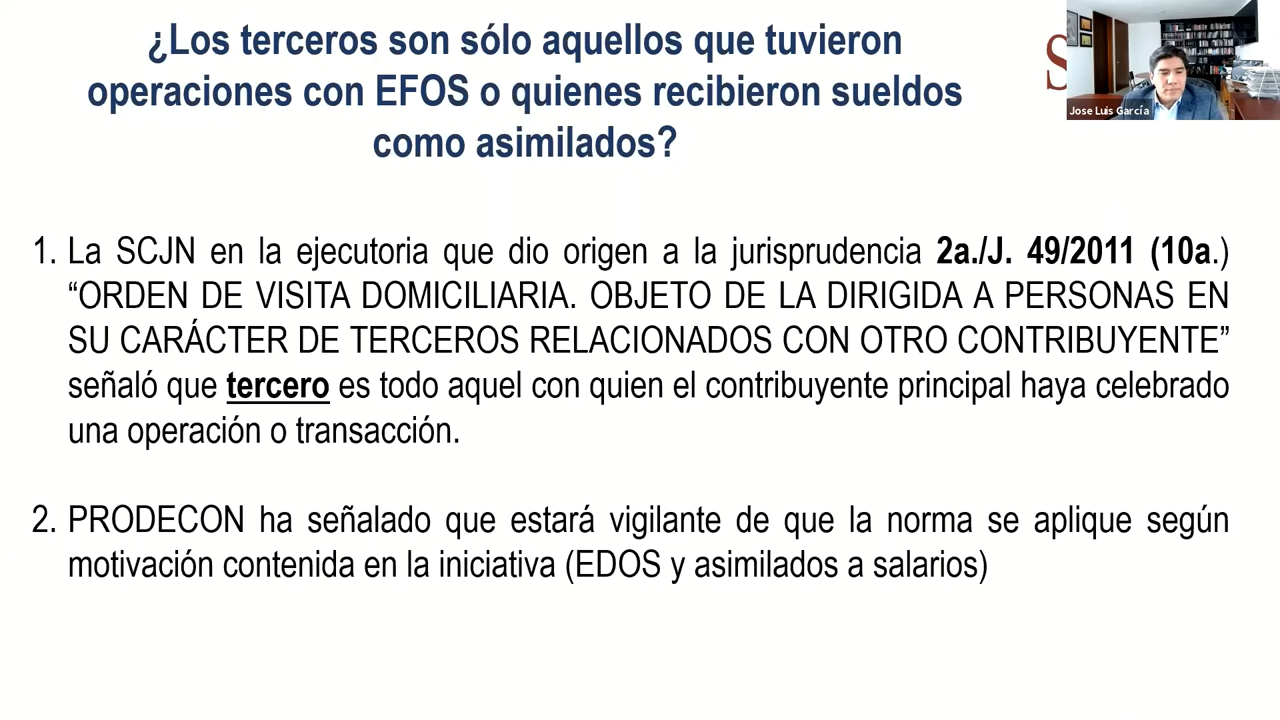 ¿Los terceros son sólo aquellos que tuvieron
operaciones con EFOS o quienes recibieron sueldos
como asimilados?
S
Jose Luis García
1. La SCJN en la ejecutoria que dio origen a la jurisprudencia 2a./J. 49/2011 (10a.)
“ORDEN DE VISITA DOMICILIARIA. OBJETO DE LA DIRIGIDA A PERSONAS EN
SU CARÁCTER DE TERCEROS RELACIONADOS CON OTRO CONTRIBUYENTE”
señaló que tercero es todo aquel con quien el contribuyente principal haya celebrado
una operación o transacción.
2. PRODECON ha señalado que estará vigilante de que la norma se aplique según
motivación contenida en la iniciativa (EDOS y asimilados a salarios)